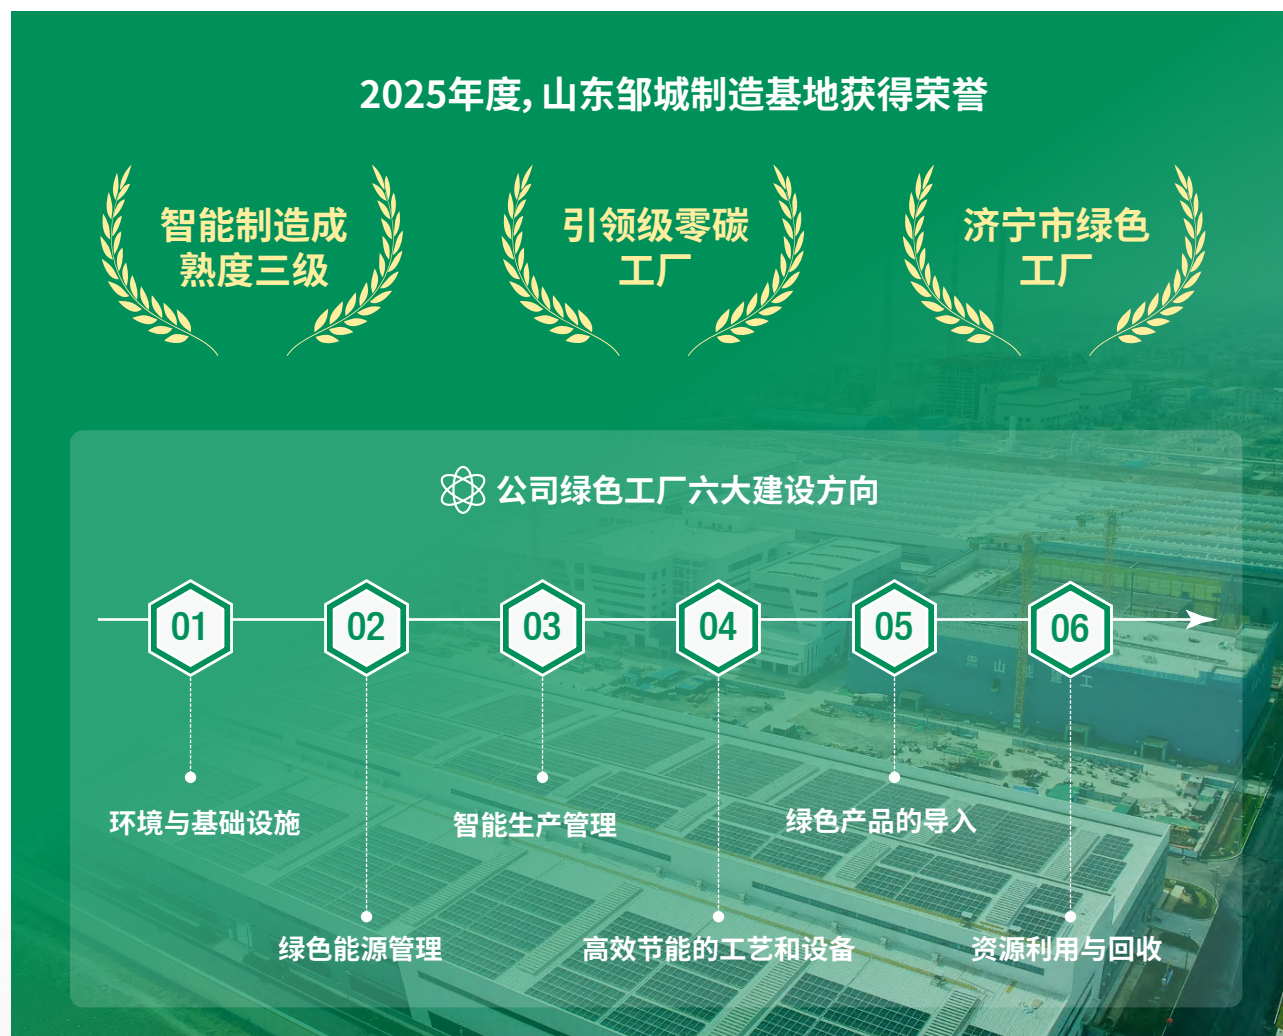 2025年度, 山东邹城制造基地获得荣誉
智能制造成
熟度三级
引领级零碳
工厂
济宁市绿色
工厂
公司绿色工厂六大建设方向
01
02
03
04
05
06
山能建工
环境与基础设施
智能生产管理
绿色产品的导入
绿色能源管理
高效节能的工艺和设备
资源利用与回收